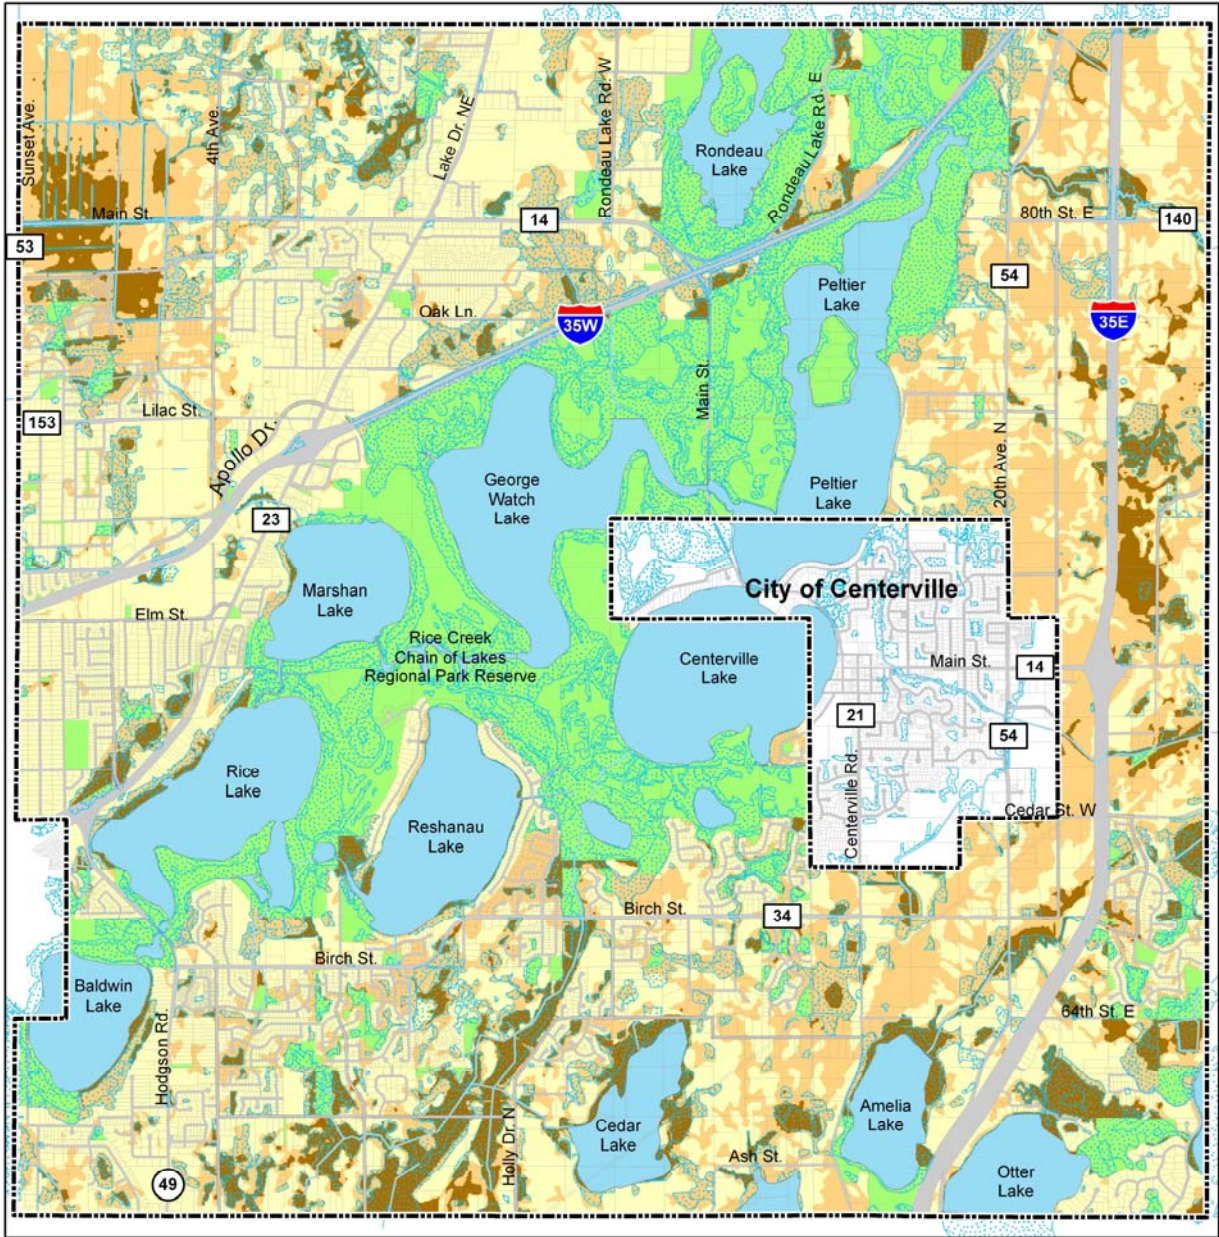 Sunset Ave.
4th Ave.
Lake Dr. NE
Rondeau Lake Rd. W
Rondeau
Lake
Rondeau Lake Rd. E
Main St.
14
80th St. E
140
53
54
Peltier
Lake
Oak Ln.
35W
35E
Main St.
Lilac St.
153
Apollo Dr.
20th Ave. N
George
Watch
Lake
Peltier
Lake
23
Marshan
Lake
City of Centerville
Elm St.
Rice Creek
Chain of Lakes
Regional Park Reserve
Centerville
Lake
Main St.
14
21
54
Rice
Lake
Centerville Rd.
Cedar St. W
Reshanau
Lake
Birch St.
34
Birch St.
Baldwin
Lake
64th St. E
Hodgson Rd.
Cedar
Lake
Amelia
Lake
Holly Dr. N
Ash St.
49
Otter
Lake